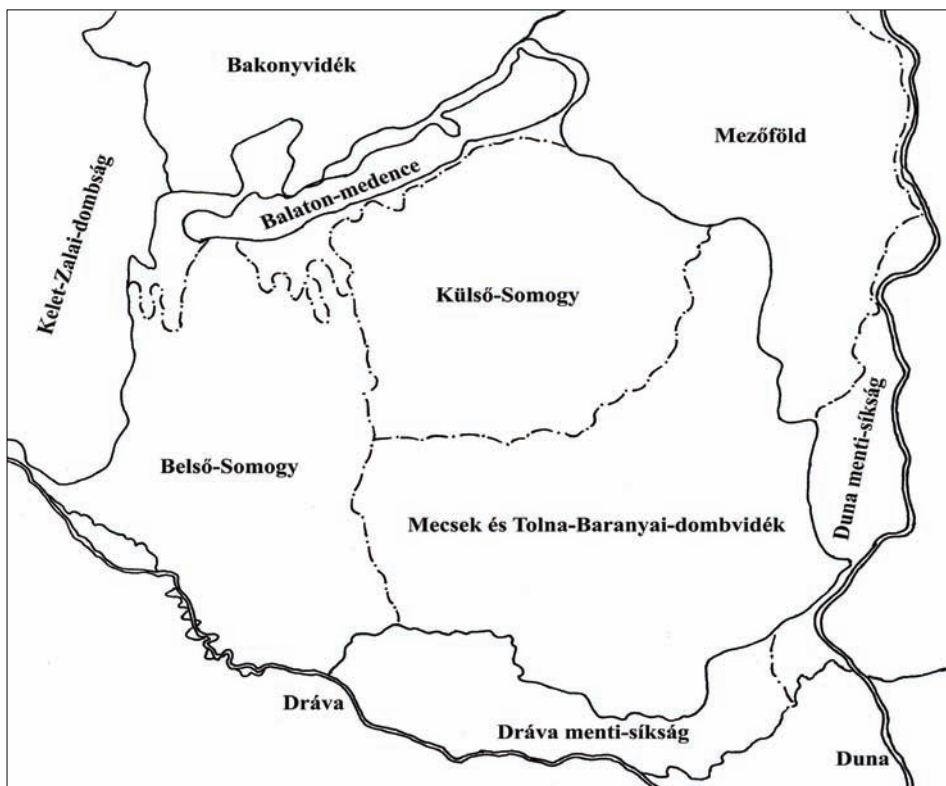 Bakonyvidék
Mezőföld
Kelet-Zalai-dombság
Balaton-medence
Külső-Somogy
Belső-Somogy
Duna menti-síkság
Mecsek és Tolna-Baranyai-dombvidék
Dráva
Dráva menti-síkság
Duna